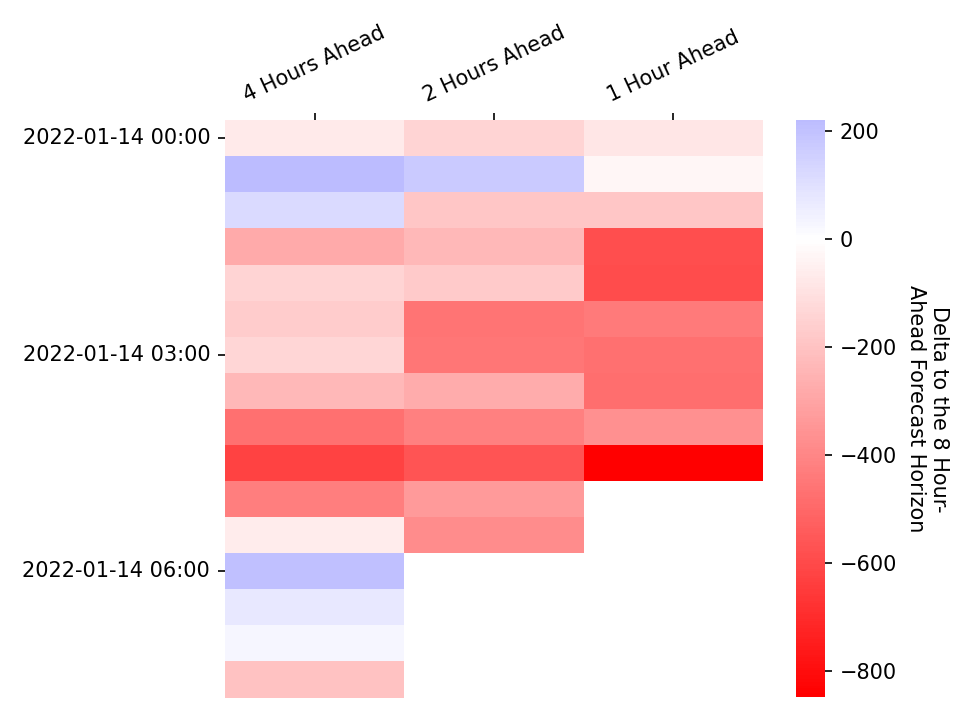 4 Hours Ahead
2 Hours Ahead
1 Hour Ahead
2022-01-14 00:00
2022-01-14 03:00
2022-01-14 06:00
200
0
−200
−400
−600
−800
Delta to the 8 Hour-
Ahead Forecast Horizon